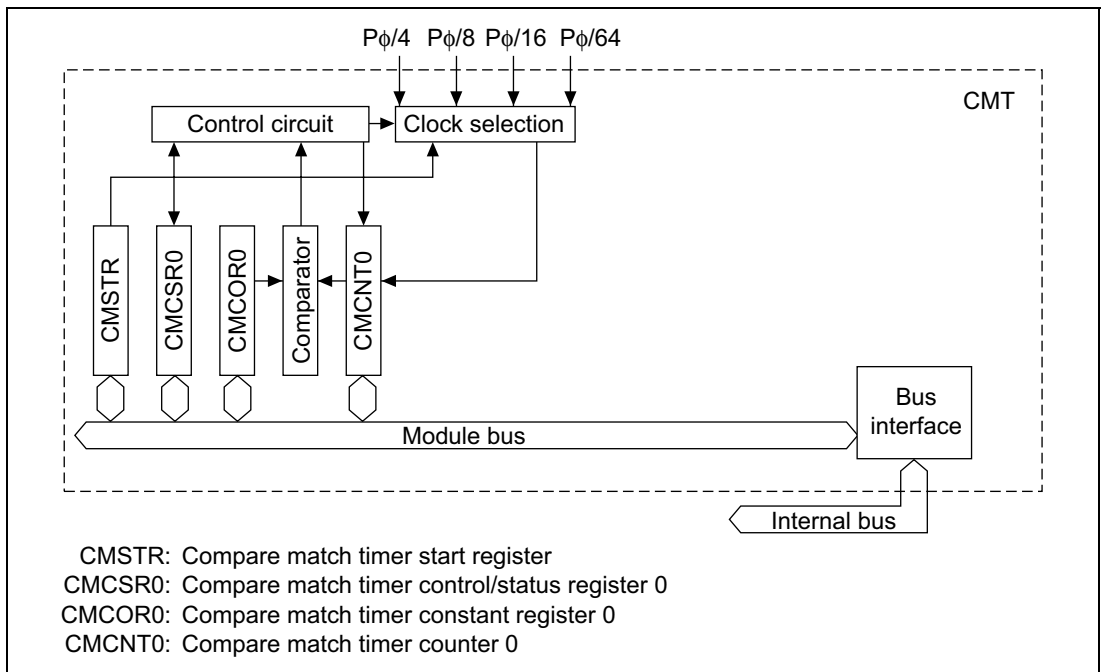 Pϕ/4 Pϕ/8 Pϕ/16 Pϕ/64
CMT
Control circuit
Clock selection
CMSTR
CMCSR0
CMCOR0
Comparator
CMCNT0
Bus
interface
Module bus
Internal bus
CMSTR: Compare match timer start register
CMCSR0: Compare match timer control/status register 0
CMCOR0: Compare match timer constant register 0
CMCNT0: Compare match timer counter 0